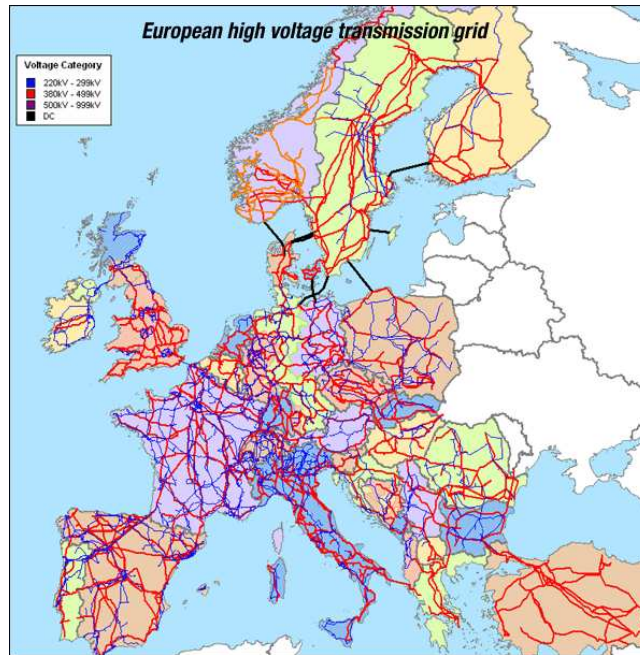 European high voltage transmission grid
Voltage Category
220kV - 299kV
380kV - 499kV
500kV - 999kV
DC